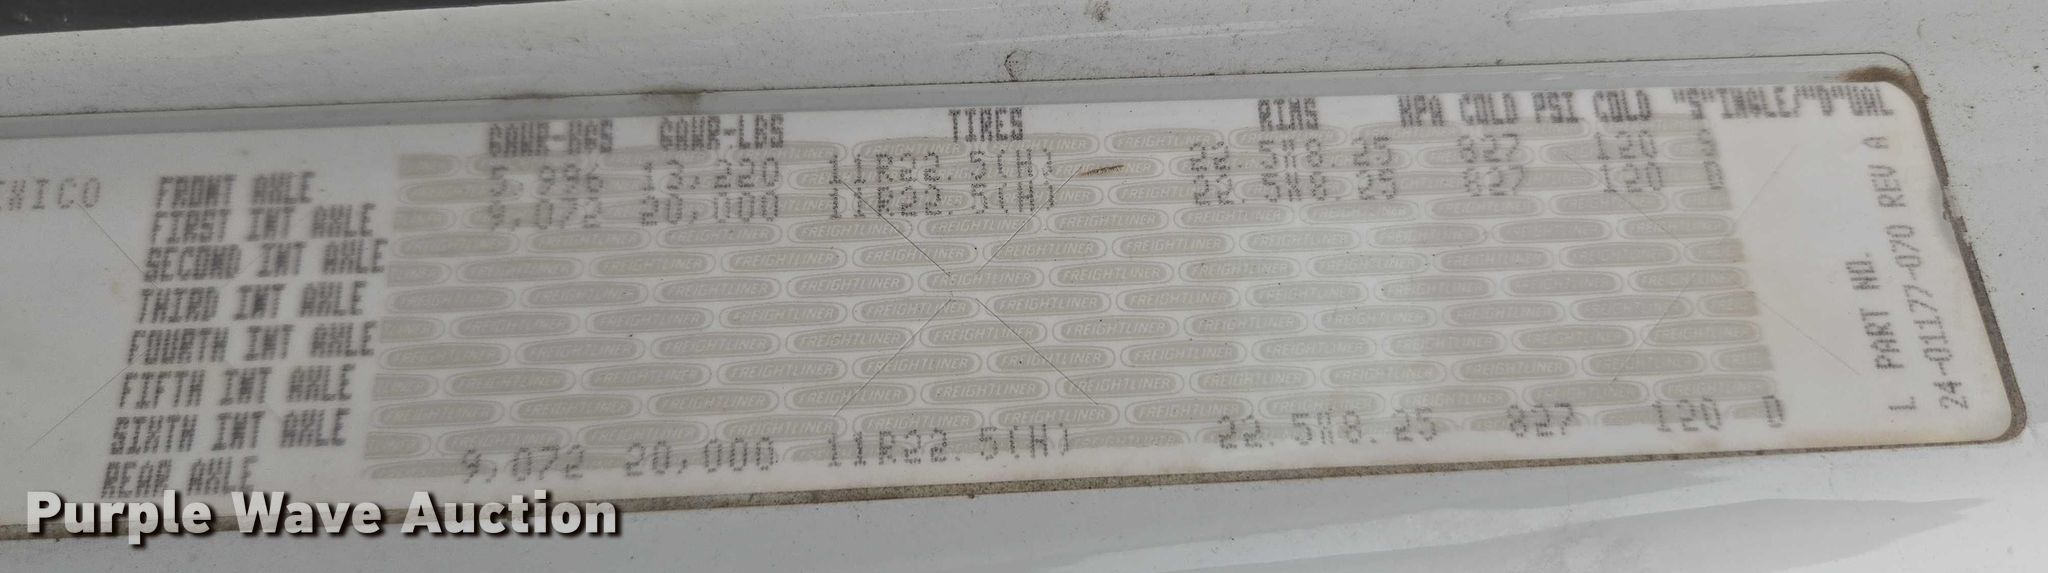 GAWR-KGS GAWR-LBS TIRES RIMS KPA COLD PSI COLD "S"INGLE/"D"UAL
FRONT AXLE 5,996 13,220 11R22.5(H) 22.5X8.25 827 120 S
FIRST INT AXLE 9,072 20,000 11R22.5(H) 22.5X8.25 827 120 D
SECOND INT AXLE
THIRD INT AXLE
FOURTH INT AXLE
FIFTH INT AXLE
SIXTH INT AXLE
REAR AXLE 9,072 20,000 11R22.5(H) 22.5X8.25 827 120 D
L PART NO.
24-01177-070 REV A
FREIGHTLINER
Purple Wave Auction